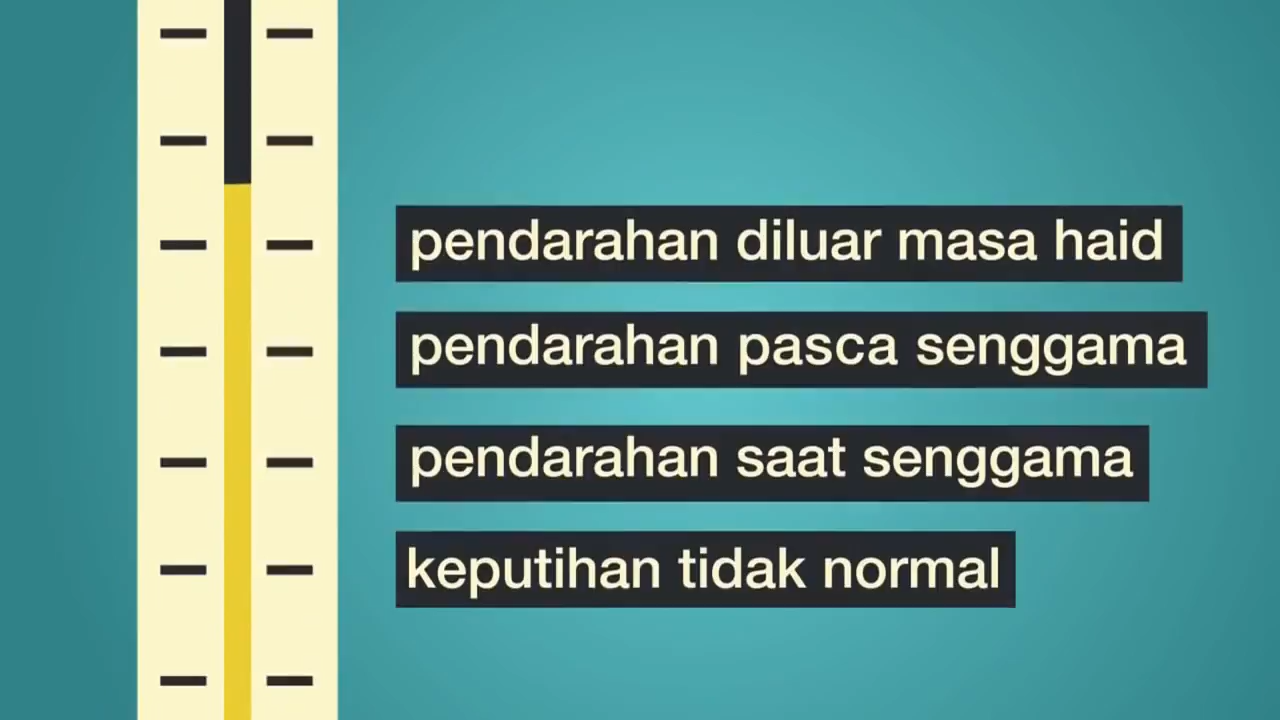 pendarahan diluar masa haid
pendarahan pasca senggama
pendarahan saat senggama
keputihan tidak normal